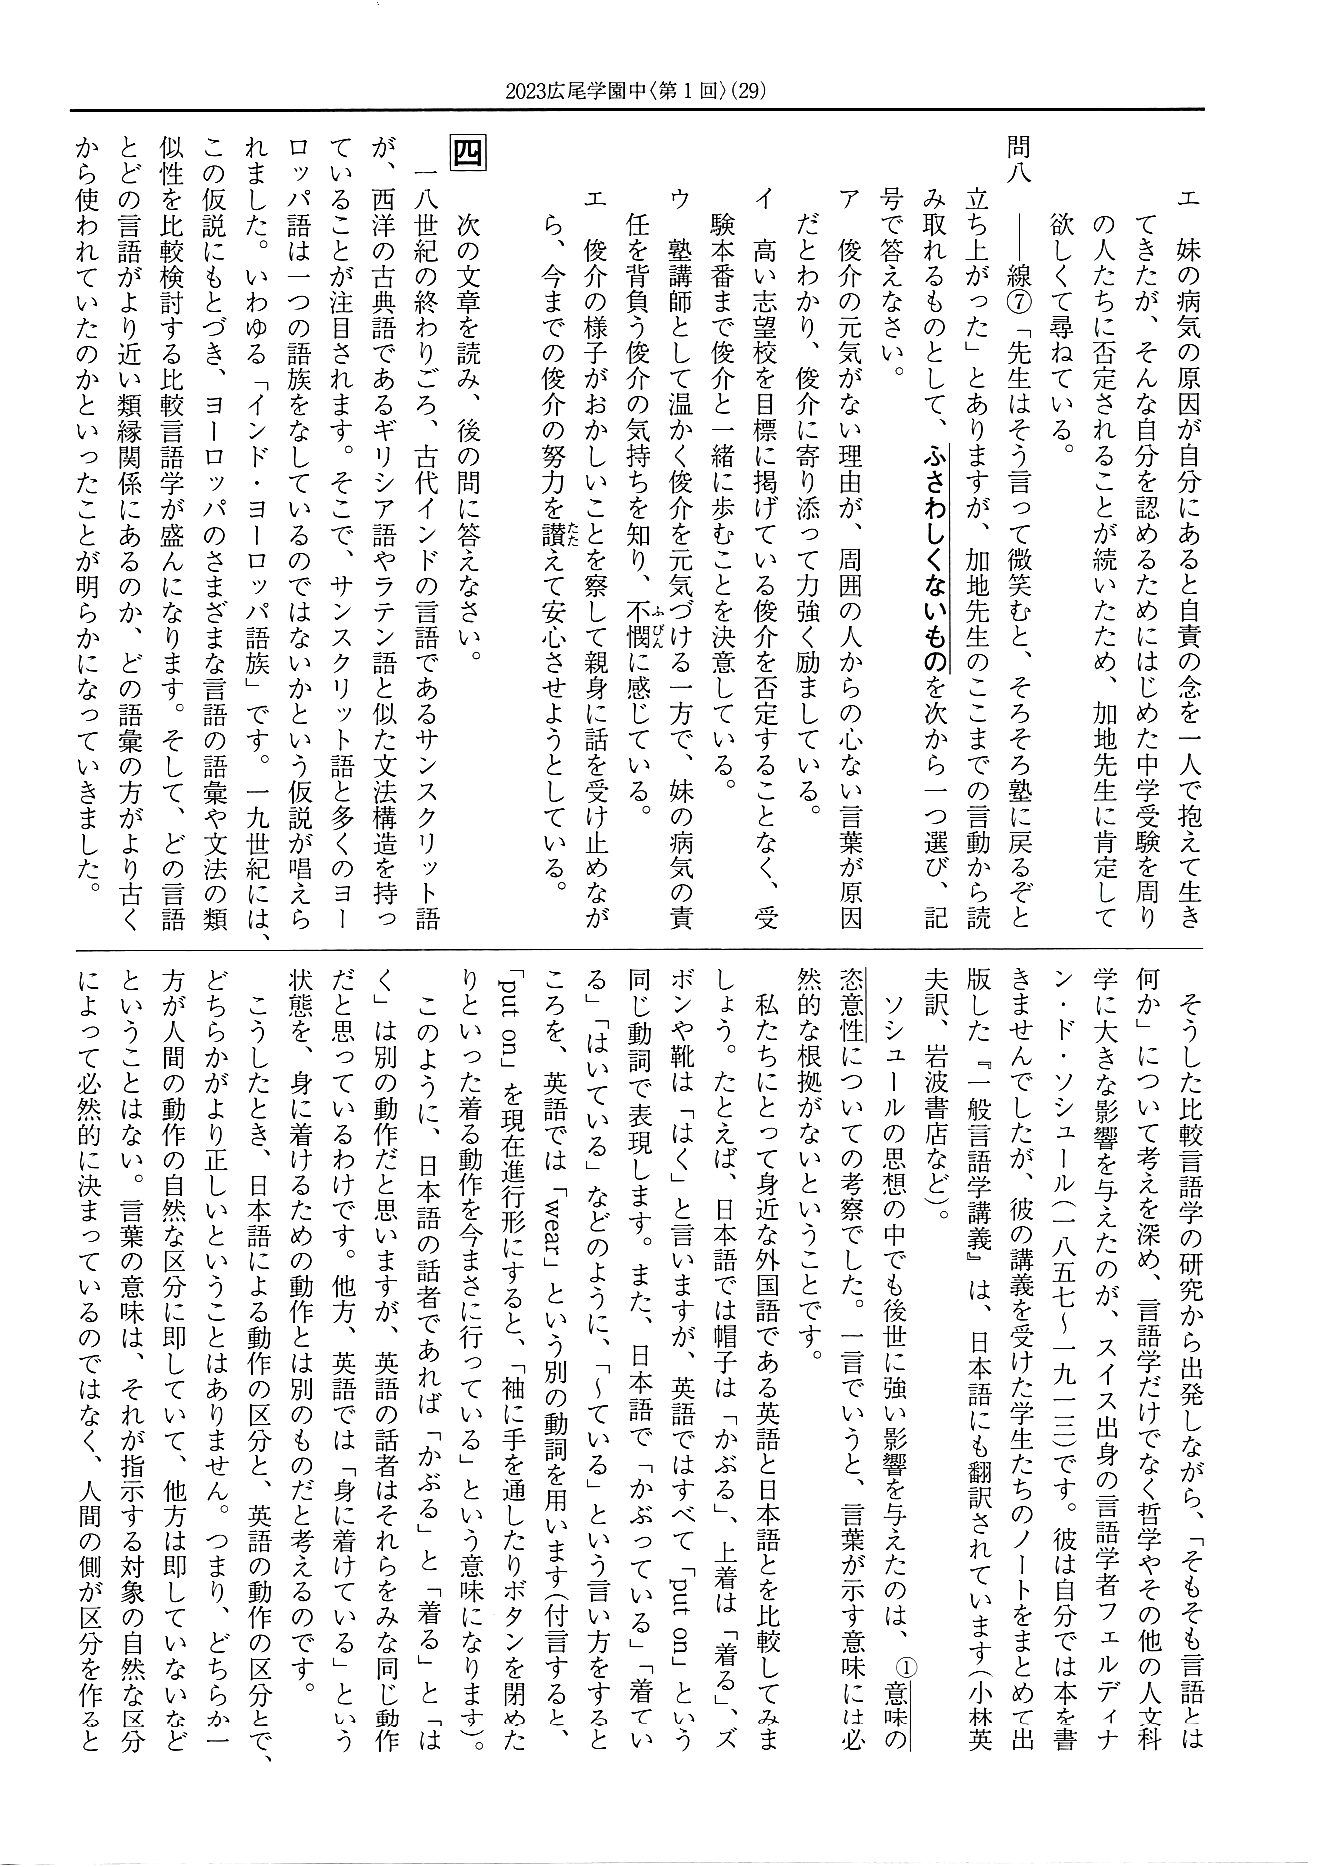 2023広尾学園中〈第1回〉(29)
エ　妹の病気の原因が自分にあると自責の念を一人で抱えて生き
てきたが、そんな自分を認めるためにはじめた中学受験を周り
の人たちに否定されることが続いたため、加地先生に肯定して
欲しくて尋ねている。
問八　――線⑦「先生はそう言って微笑むと、そろそろ塾に戻るぞと
立ち上がった」とありますが、加地先生のここまでの言動から読
み取れるものとして、ふさわしくないものを次から一つ選び、記
号で答えなさい。
ア　俊介の元気がない理由が、周囲の人からの心ない言葉が原因
だとわかり、俊介に寄り添って力強く励ましている。
イ　高い志望校を目標に掲げている俊介を否定することなく、受
験本番まで俊介と一緒に歩むことを決意している。
ウ　塾講師として温かく俊介を元気づける一方で、妹の病気の責
任を背負う俊介の気持ちを知り、不憫に感じている。
ふびん
エ　俊介の様子がおかしいことを察して親身に話を受け止めなが
ら、今までの俊介の努力を讃えて安心させようとしている。
たた
四　次の文章を読み、後の問に答えなさい。
一八世紀の終わりごろ、古代インドの言語であるサンスクリット語
が、西洋の古典語であるギリシア語やラテン語と似た文法構造を持っ
ていることが注目されます。そこで、サンスクリット語と多くのヨー
ロッパ語は一つの語族をなしているのではないかという仮説が唱えら
れました。いわゆる「インド・ヨーロッパ語族」です。一九世紀には、
この仮説にもとづき、ヨーロッパのさまざまな言語の語彙や文法の類
似性を比較検討する比較言語学が盛んになります。そして、どの言語
とどの言語がより近い類縁関係にあるのか、どの語彙の方がより古く
から使われていたのかといったことが明らかになっていきました。
そうした比較言語学の研究から出発しながら、「そもそも言語とは
何か」について考えを深め、言語学だけでなく哲学やその他の人文科
学に大きな影響を与えたのが、スイス出身の言語学者フェルディナ
ン・ド・ソシュール(一八五七〜一九一三)です。彼は自分では本を書
きませんでしたが、彼の講義を受けた学生たちのノートをまとめて出
版した『一般言語学講義』は、日本語にも翻訳されています(小林英
夫訳、岩波書店など)。
ソシュールの思想の中でも後世に強い影響を与えたのは、①意味の
恣意性についての考察でした。一言でいうと、言葉が示す意味には必
然的な根拠がないということです。
私たちにとって身近な外国語である英語と日本語とを比較してみま
しょう。たとえば、日本語では帽子は「かぶる」、上着は「着る」、ズ
ボンや靴は「はく」と言いますが、英語ではすべて「put on」という
同じ動詞で表現します。また、日本語で「かぶっている」「着てい
る」「はいている」などのように、「〜ている」という言い方をすると
ころを、英語では「wear」という別の動詞を用います(付言すると、
「put on」を現在進行形にすると、「袖に手を通したりボタンを閉めた
りといった着る動作を今まさに行っている」という意味になります)。
このように、日本語の話者であれば「かぶる」と「着る」と「は
く」は別の動作だと思いますが、英語の話者はそれらをみな同じ動作
だと思っているわけです。他方、英語では「身に着けている」という
状態を、身に着けるための動作とは別のものだと考えるのです。
こうしたとき、日本語による動作の区分と、英語の動作の区分とで、
どちらかがより正しいということはありません。つまり、どちらか一
方が人間の動作の自然な区分に即していて、他方は即していないなど
ということはない。言葉の意味は、それが指示する対象の自然な区分
によって必然的に決まっているのではなく、人間の側が区分を作ると